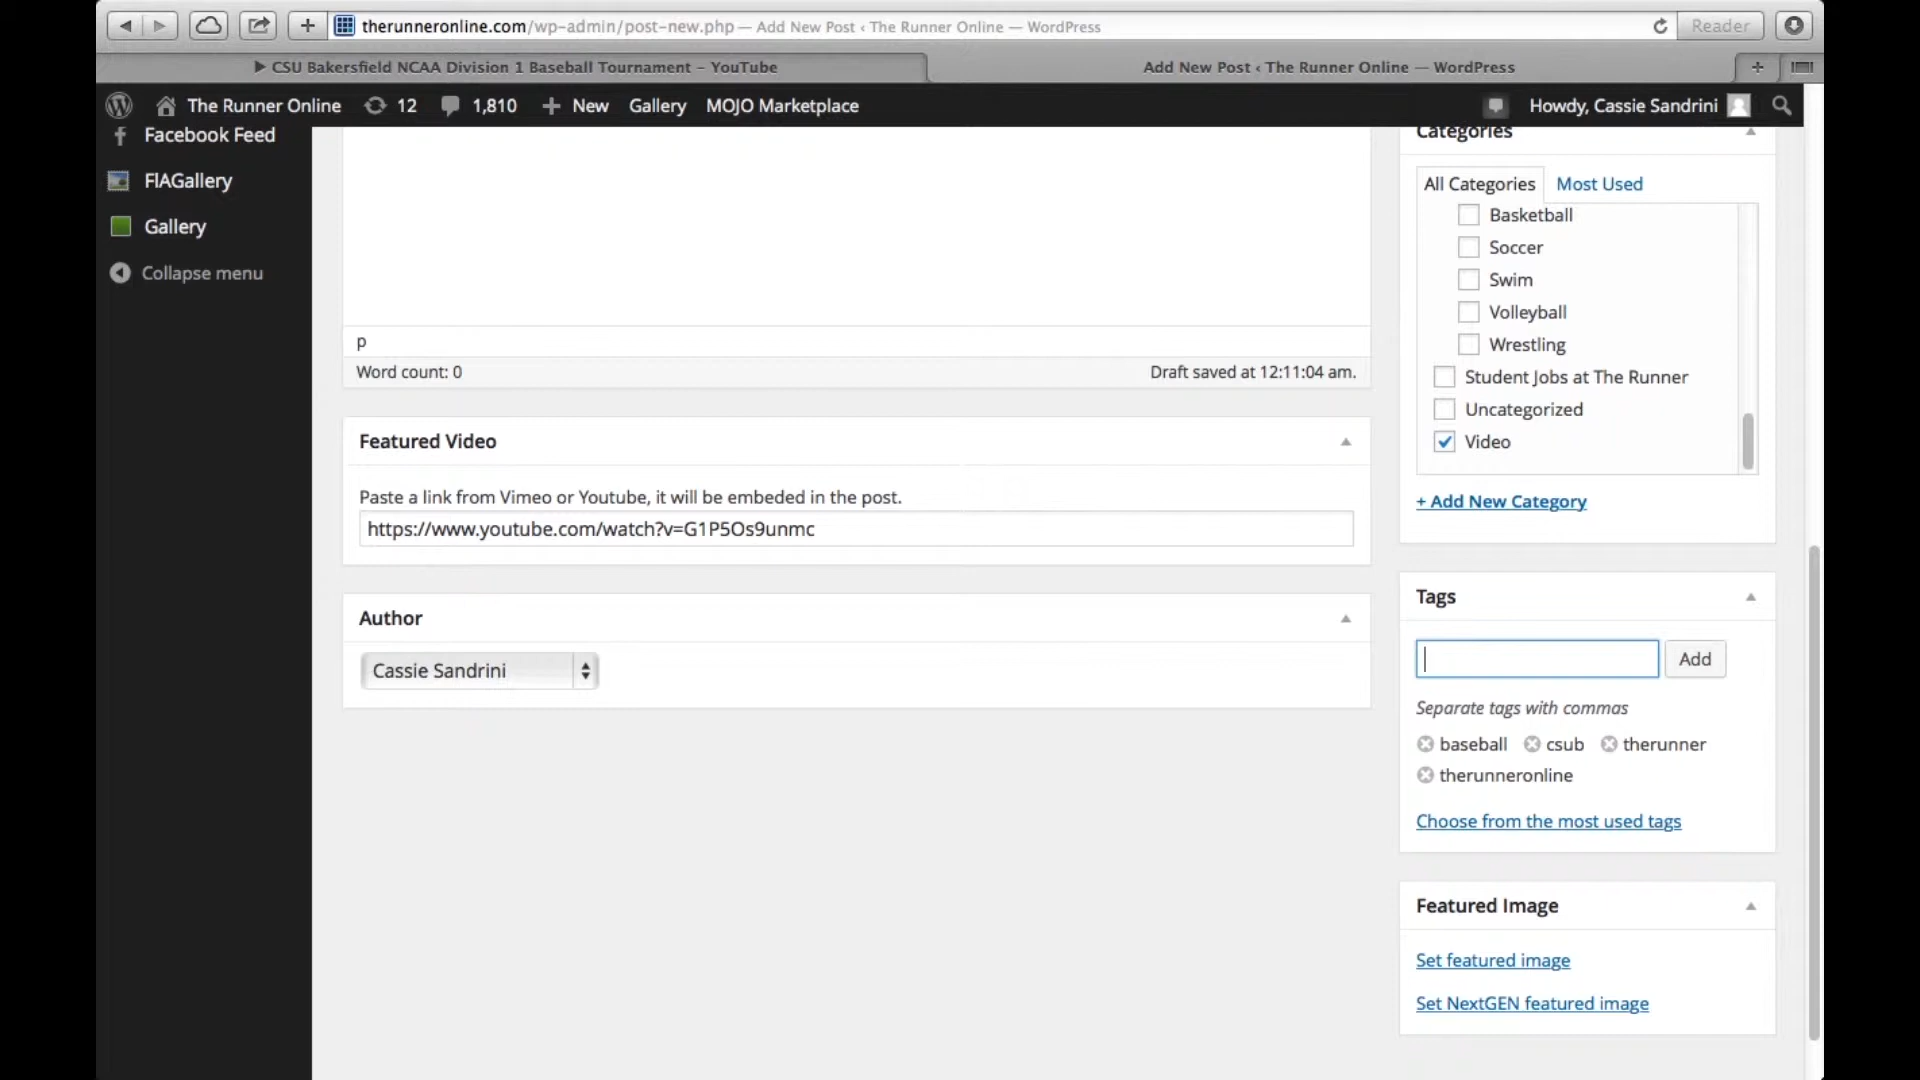 therunneronline.com/wp-admin/post-new.php — Add New Post ‹ The Runner Online — WordPress
Reader
▶ CSU Bakersfield NCAA Division 1 Baseball Tournament – YouTube
Add New Post ‹ The Runner Online — WordPress
The Runner Online 12 1,810 + New Gallery MOJO Marketplace
Howdy, Cassie Sandrini
Facebook Feed
FlAGallery
Gallery
Collapse menu
p
Word count: 0
Draft saved at 12:11:04 am.
Featured Video
Paste a link from Vimeo or Youtube, it will be embeded in the post.
https://www.youtube.com/watch?v=G1P5Os9unmc
Author
Cassie Sandrini
Categories
All Categories
Most Used
Basketball
Soccer
Swim
Volleyball
Wrestling
Student Jobs at The Runner
Uncategorized
Video
+ Add New Category
Tags
Add
Separate tags with commas
baseball csub therunner
therunneronline
Choose from the most used tags
Featured Image
Set featured image
Set NextGEN featured image